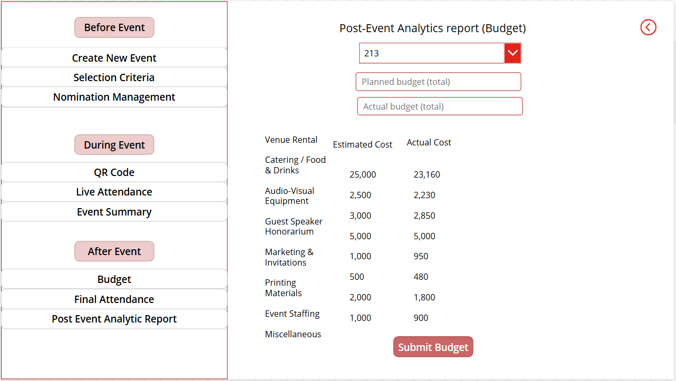 Before Event
Create New Event
Selection Criteria
Nomination Management
During Event
QR Code
Live Attendance
Event Summary
After Event
Budget
Final Attendance
Post Event Analytic Report
Post-Event Analytics report (Budget)
213
Planned budget (total)
Actual budget (total)
Venue Rental
Catering / Food
& Drinks
Audio-Visual
Equipment
Guest Speaker
Honorarium
Marketing &
Invitations
Printing
Materials
Event Staffing
Miscellaneous
Estimated Cost
25,000
2,500
3,000
5,000
1,000
500
2,000
1,000
Actual Cost
23,160
2,230
2,850
5,000
950
480
1,800
900
Submit Budget